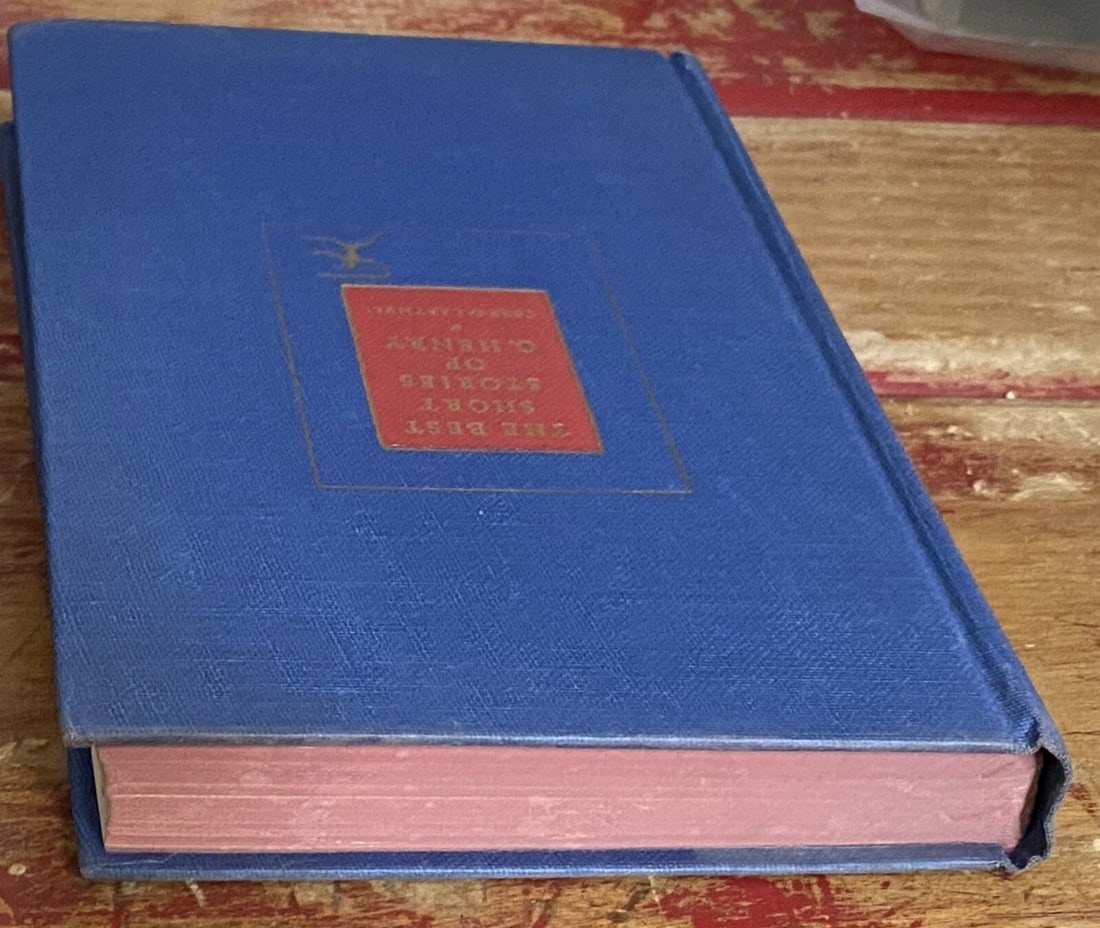 THE BEST
SHORT
STORIES
OF
O. HENRY